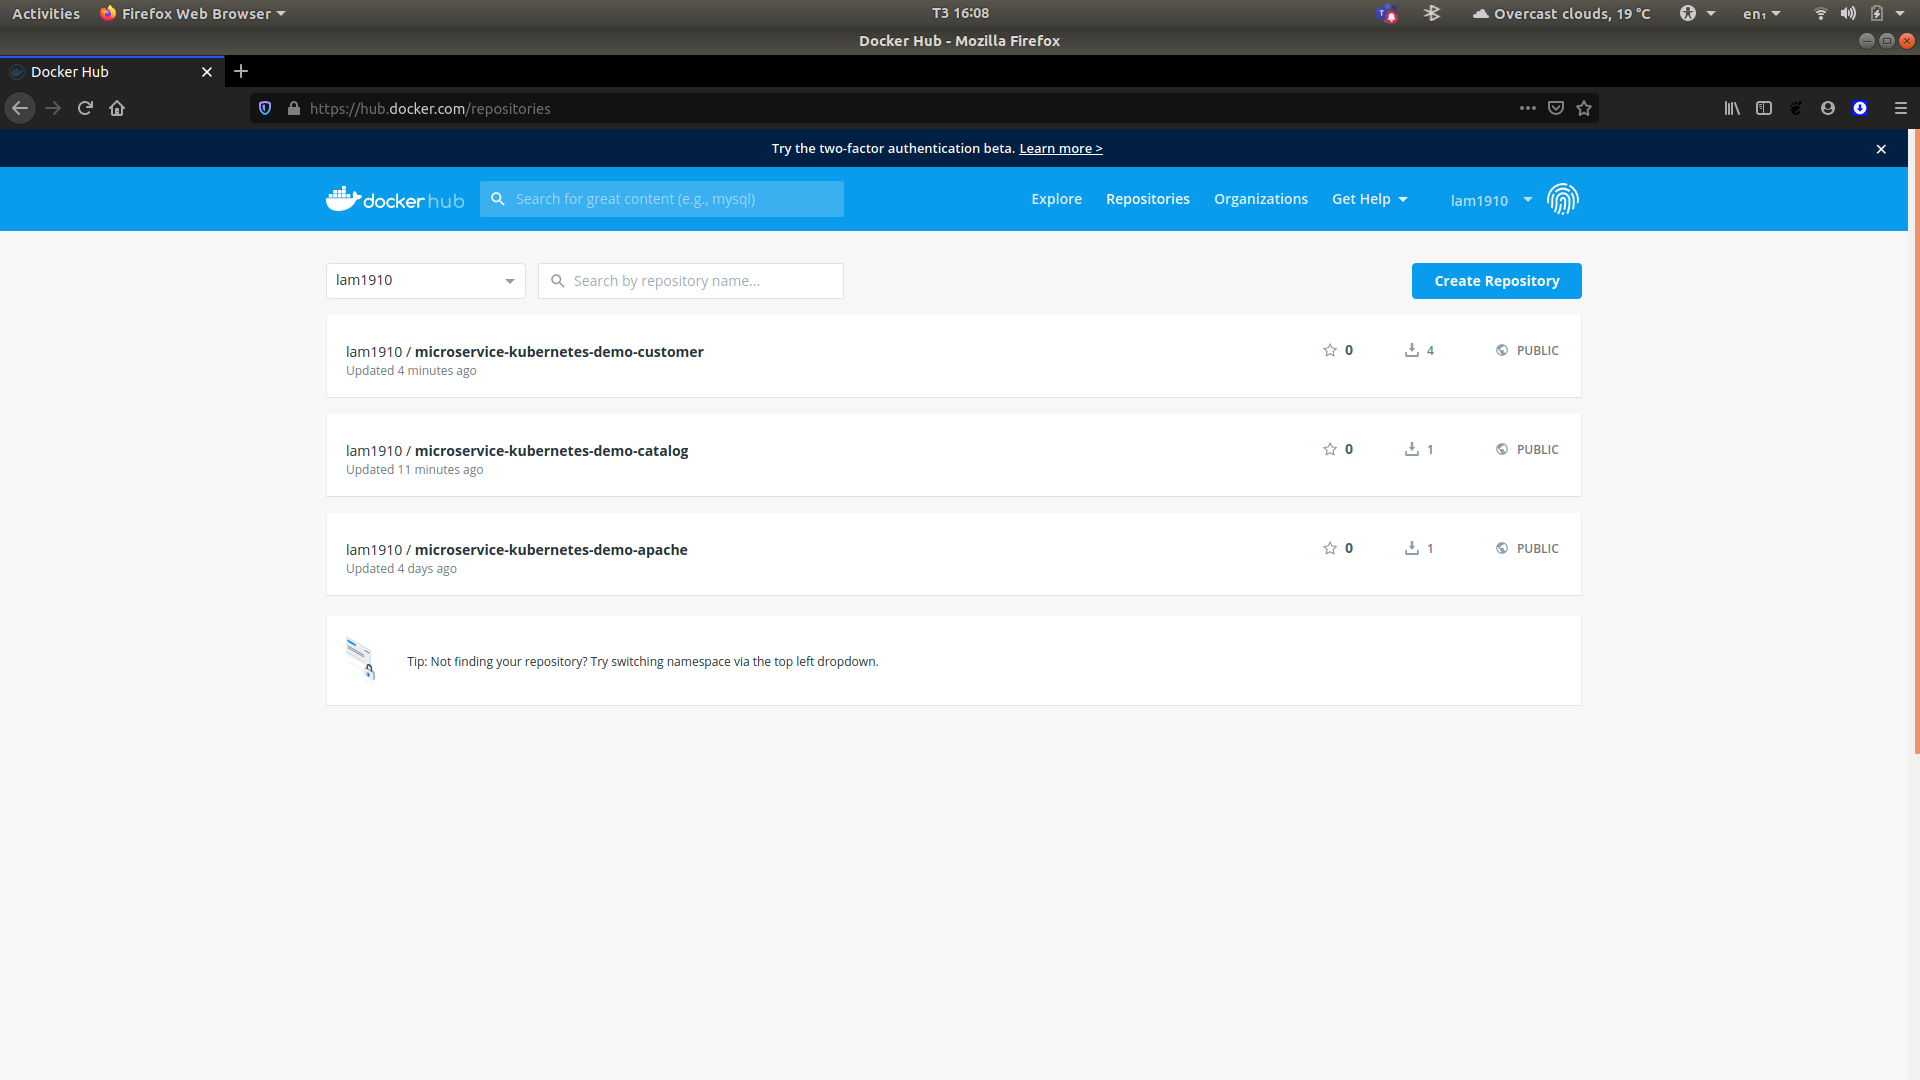 Activities Firefox Web Browser T3 16:08 Overcast clouds, 19 °C en₁
Docker Hub - Mozilla Firefox
Docker Hub
https://hub.docker.com/repositories
Try the two-factor authentication beta. Learn more >
docker hub Search for great content (e.g., mysql) Explore Repositories Organizations Get Help lam1910
lam1910 Search by repository name... Create Repository
lam1910 / microservice-kubernetes-demo-customer 0 4 PUBLIC
Updated 4 minutes ago
lam1910 / microservice-kubernetes-demo-catalog 0 1 PUBLIC
Updated 11 minutes ago
lam1910 / microservice-kubernetes-demo-apache 0 1 PUBLIC
Updated 4 days ago
Tip: Not finding your repository? Try switching namespace via the top left dropdown.